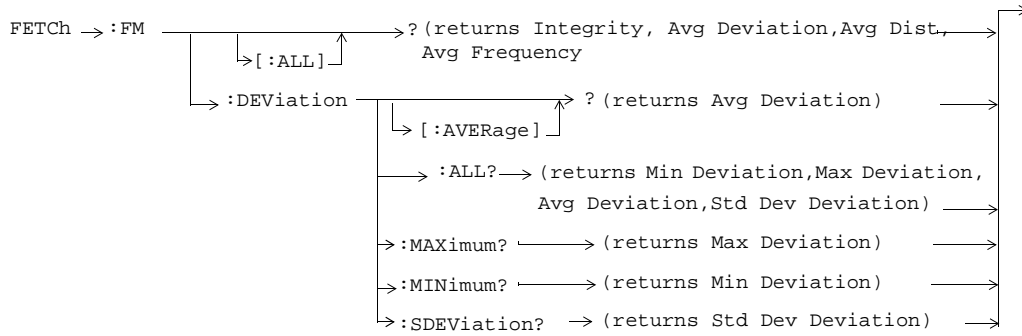 FETCh :FM ? (returns Integrity, Avg Deviation,Avg Dist,
[:ALL] Avg Frequency
:DEViation ? (returns Avg Deviation)
[:AVERage]
:ALL? (returns Min Deviation,Max Deviation,
Avg Deviation,Std Dev Deviation)
:MAXimum? (returns Max Deviation)
:MINimum? (returns Min Deviation)
:SDEViation? (returns Std Dev Deviation)